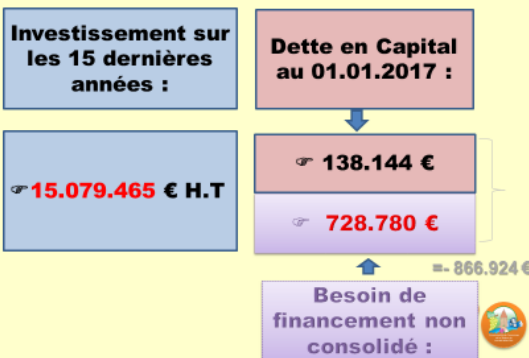 Investissement sur
les 15 dernières
années :
Dette en Capital
au 01.01.2017 :
☞15.079.465 € H.T
☞ 138.144 €
☞ 728.780 €
=- 866.924 €
Besoin de
financement non
consolidé :